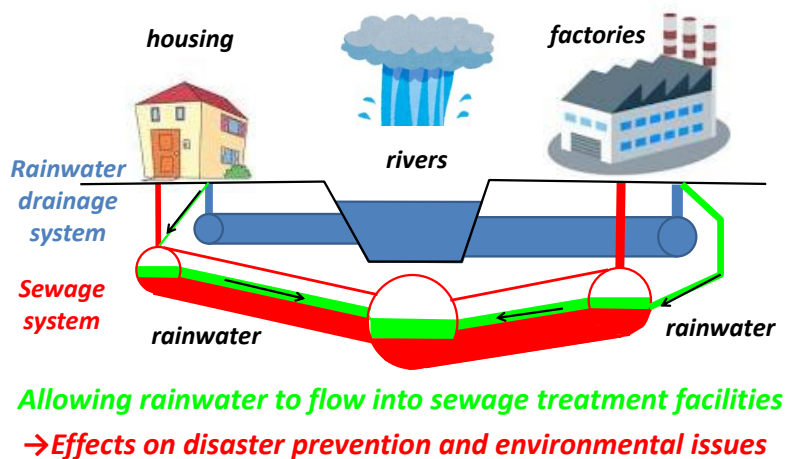 housing
factories
rivers
Rainwater
drainage
system
Sewage
system
rainwater
rainwater
Allowing rainwater to flow into sewage treatment facilities
→Effects on disaster prevention and environmental issues